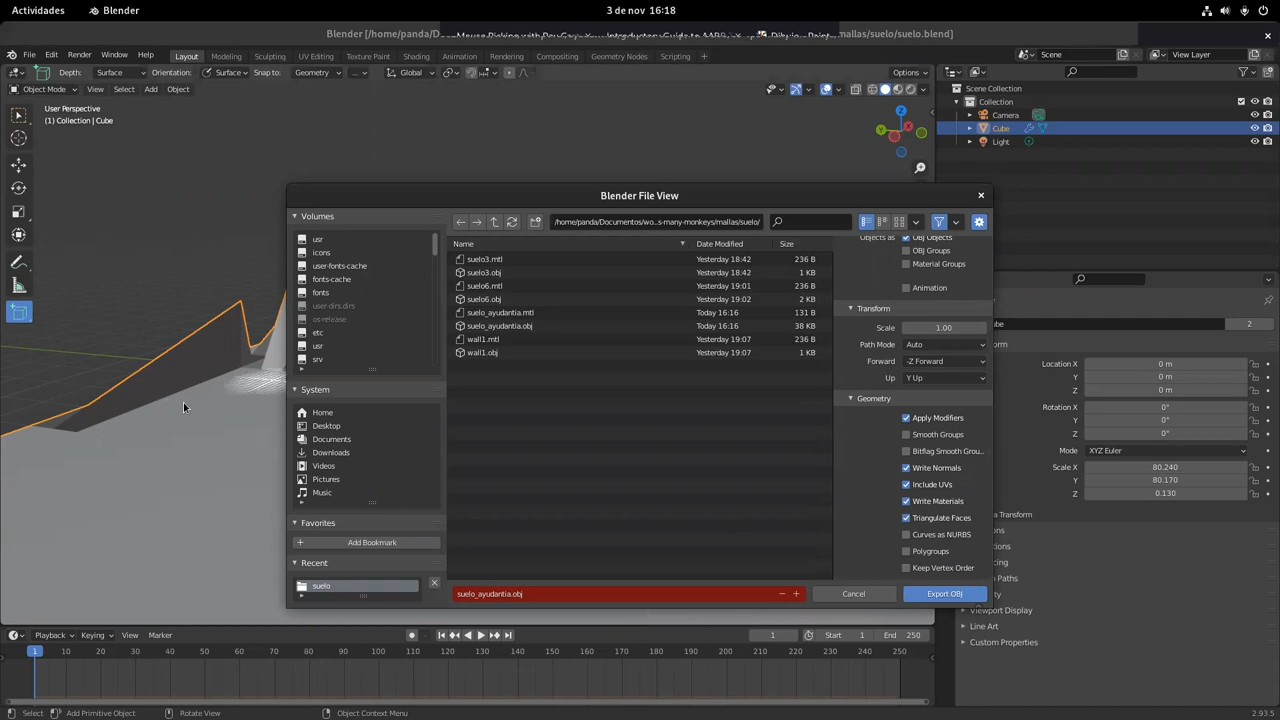 Actividades Blender 3 de nov 16:18
Blender [/home/panda/Do mallas/suelo/suelo.blend]
File Edit Render Window Help Layout Modeling Sculpting UV Editing Texture Paint Shading Animation Rendering Compositing Geometry Nodes Scripting Scene View Layer
Depth: Surface Orientation: Surface Snap to: Geometry ... Global Options
Object Mode View Select Add Object Scene Collection
User Perspective
(1) Collection | Cube
Collection
Camera
Cube
Light
Blender File View
Volumes
/home/panda/Documentos/wo...s-many-monkeys/mallas/suelo/
usr
icons
user-fonts-cache
fonts-cache
fonts
user-dirs.dirs
os-release
etc
usr
srv
System
Home
Desktop
Documents
Downloads
Videos
Pictures
Music
Favorites
Add Bookmark
Recent
suelo
Name Date Modified Size
suelo3.mtl Yesterday 18:42 236 B
suelo3.obj Yesterday 18:42 1 KB
suelo6.mtl Yesterday 19:01 236 B
suelo6.obj Yesterday 19:02 2 KB
suelo_ayudantia.mtl Today 16:16 131 B
suelo_ayudantia.obj Today 16:16 38 KB
wall1.mtl Yesterday 19:07 236 B
wall1.obj Yesterday 19:07 1 KB
Objects as OBJ Objects
OBJ Groups
Material Groups
Animation
Transform
Scale 1.00
Path Mode Auto
Forward -Z Forward
Up Y Up
Geometry
Apply Modifiers
Smooth Groups
Bitflag Smooth Grou..
Write Normals
Include UVs
Write Materials
Triangulate Faces
Curves as NURBS
Polygroups
Keep Vertex Order
suelo_ayudantia.obj Cancel Export OBJ
ube 2
orm
Location X 0 m
Y 0 m
Z 0 m
Rotation X 0°
Y 0°
Z 0°
Mode XYZ Euler
Scale X 80.240
Y 80.170
Z 0.130
a Transform
ons
ions
cing
n Paths
ty
Viewport Display
Line Art
Custom Properties
Playback Keying View Marker 1 Start 1 End 250
1 10 20 30 40 50 60 70 80 90 100 110 120 130 140 150 160 170 180 190 200 210 220 230 240 250
Select Add Primitive Object Rotate View Object Context Menu 2.93.5